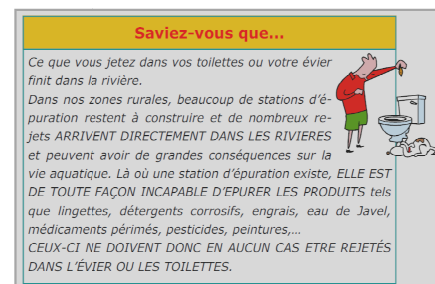 Saviez-vous que...
Ce que vous jetez dans vos toilettes ou votre évier
finit dans la rivière.
Dans nos zones rurales, beaucoup de stations d'é-
puration restent à construire et de nombreux re-
jets ARRIVENT DIRECTEMENT DANS LES RIVIERES
et peuvent avoir de grandes conséquences sur la
vie aquatique. Là où une station d'épuration existe, ELLE EST
DE TOUTE FAÇON INCAPABLE D'EPURER LES PRODUITS tels
que lingettes, détergents corrosifs, engrais, eau de Javel,
médicaments périmés, pesticides, peintures,...
CEUX-CI NE DOIVENT DONC EN AUCUN CAS ETRE REJETÉS
DANS L'ÉVIER OU LES TOILETTES.